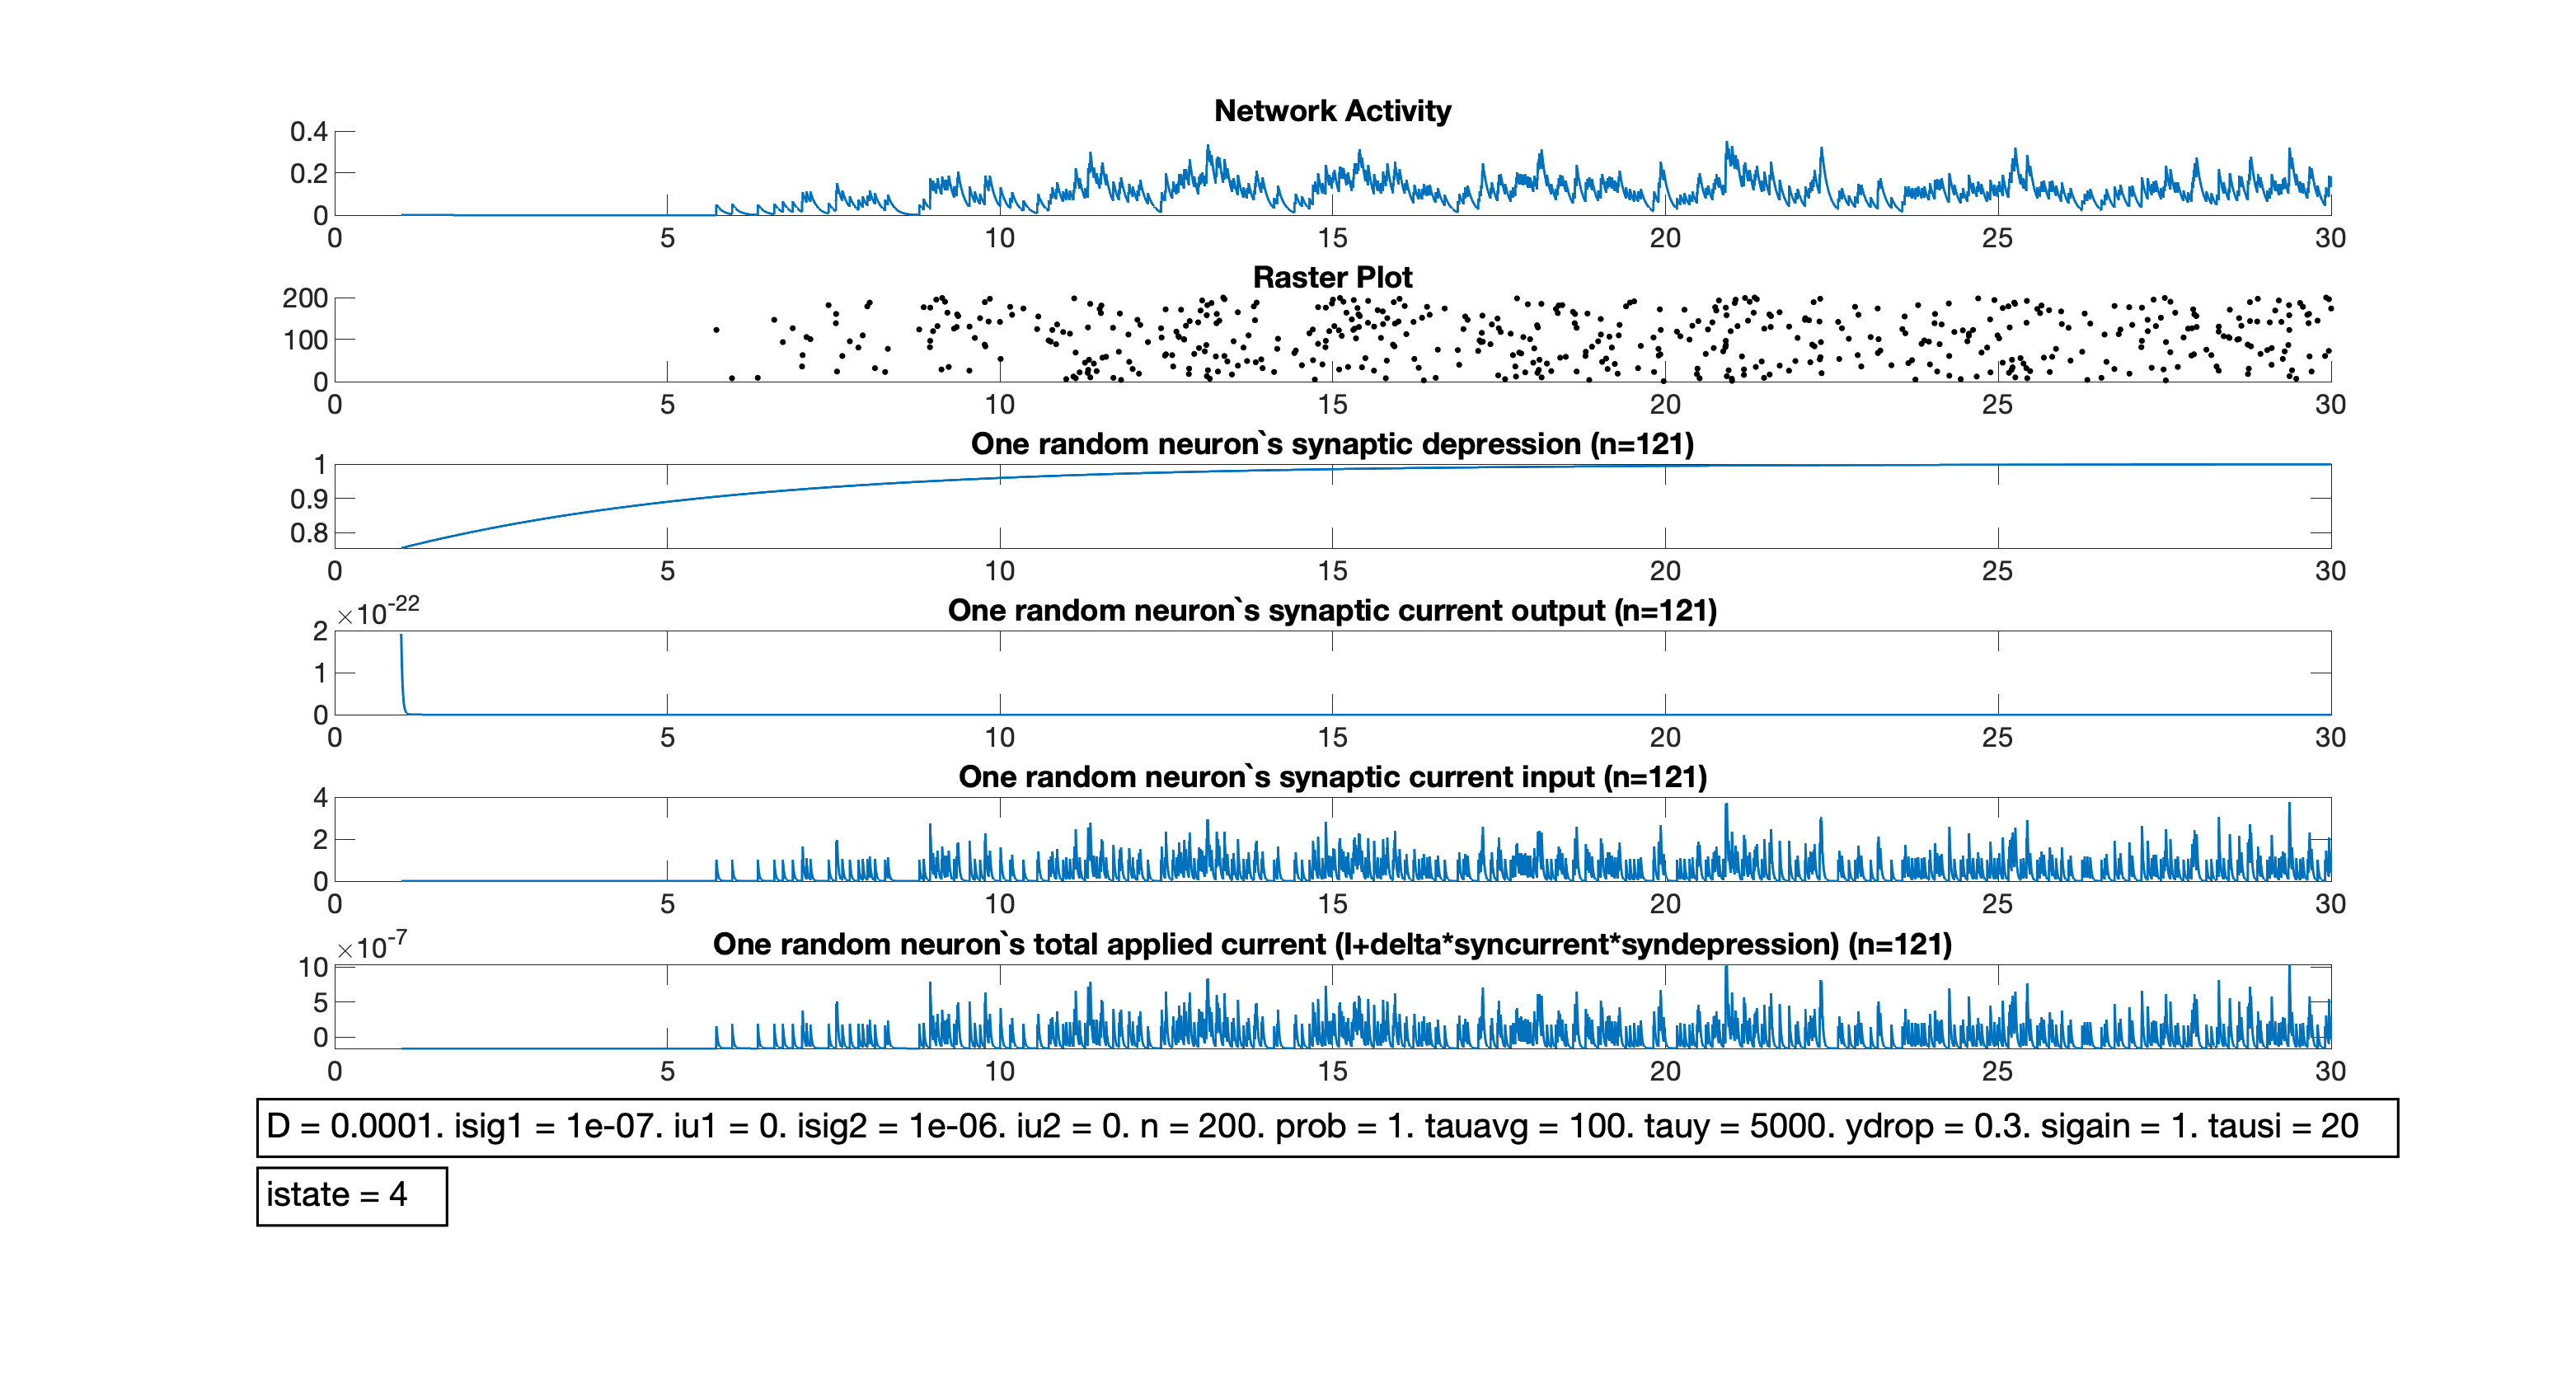 Network Activity
0.4
0.2
0
0 5 10 15 20 25 30
Raster Plot
200
100
0
0 5 10 15 20 25 30
One random neuron`s synaptic depression (n=121)
1
0.9
0.8
0 5 10 15 20 25 30
×10-22
One random neuron`s synaptic current output (n=121)
2
1
0
0 5 10 15 20 25 30
One random neuron`s synaptic current input (n=121)
4
2
0
0 5 10 15 20 25 30
×10-7
One random neuron`s total applied current (I+delta*syncurrent*syndepression) (n=121)
10
5
0
0 5 10 15 20 25 30
D = 0.0001. isig1 = 1e-07. iu1 = 0. isig2 = 1e-06. iu2 = 0. n = 200. prob = 1. tauavg = 100. tauy = 5000. ydrop = 0.3. sigain = 1. tausi = 20
istate = 4